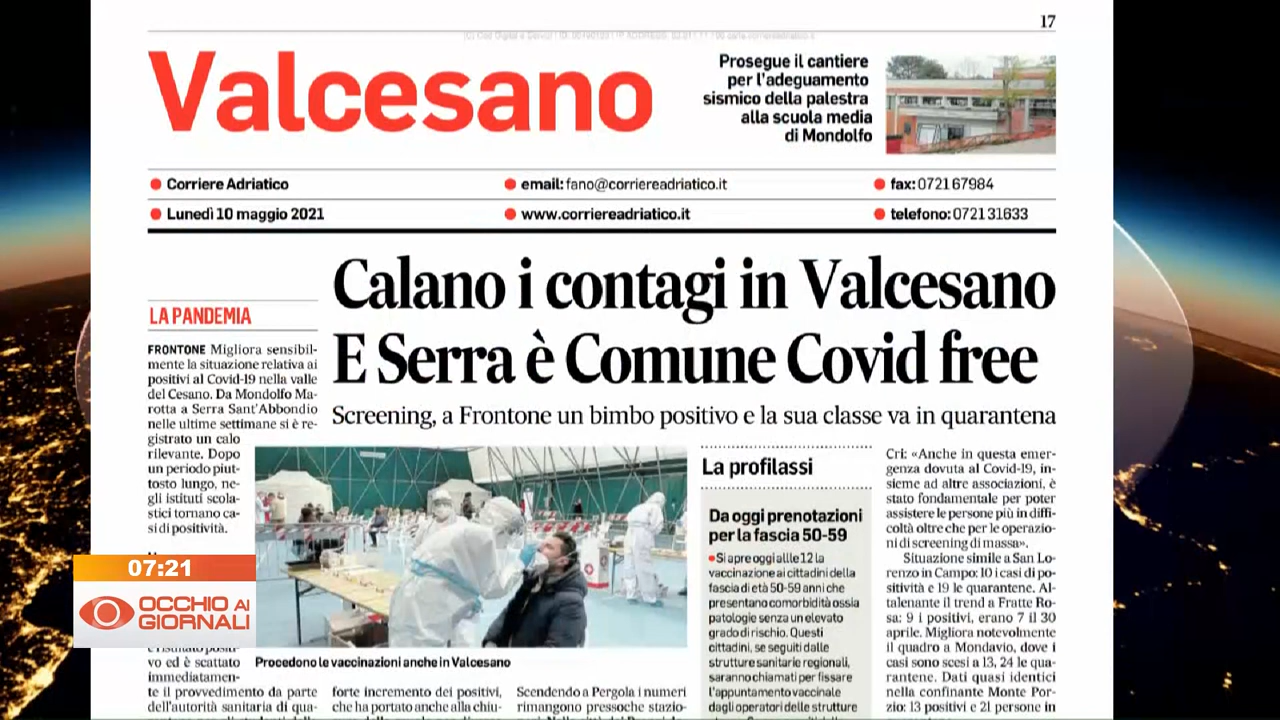 17
Valcesano
Prosegue il cantiere
per l'adeguamento
sismico della palestra
alla scuola media
di Mondolfo
Corriere Adriatico
email: fano@corriereadriatico.it
fax: 0721 67984
Lunedì 10 maggio 2021
www.corriereadriatico.it
telefono: 0721 31633
Calano i contagi in Valcesano
E Serra è Comune Covid free
Screening, a Frontone un bimbo positivo e la sua classe va in quarantena
LA PANDEMIA
FRONTONE Migliora sensibil-
mente la situazione relativa ai
positivi al Covid-19 nella valle
del Cesano. Da Mondolfo Ma-
rotta a Serra Sant'Abbondio
nelle ultime settimane si è re-
gistrato un calo
rilevante. Dopo
un periodo piut-
tosto lungo, ne-
gli istituti scola-
stici tornano ca-
si di positività.
vo ed è scattato
immediatamen-
te il provvedimento da parte
dell'autorità sanitaria di qua-
Procedono le vaccinazioni anche in Valcesano
forte incremento dei positivi,
che ha portato anche alla chiu-
Scendendo a Pergola i numeri
rimangono pressoche stazio-
La profilassi
Da oggi prenotazioni
per la fascia 50-59
Si apre oggi allle 12 la
vaccinazione ai cittadini della
fascia di età 50-59 anni che
presentano comorbidità ossia
patologie senza un elevato
grado di rischio. Questi
cittadini, se seguiti dalle
strutture sanitarie regionali,
saranno chiamati per fissare
l'appuntamento vaccinale
dagli operatori delle strutture
Cri: «Anche in questa emer-
genza dovuta al Covid-19, in-
sieme ad altre associazioni, è
stato fondamentale per poter
assistere le persone più in diffi-
coltà oltre che per le operazio-
ni di screening di massa».
Situazione simile a San Lo-
renzo in Campo: 10 i casi di po-
sitività e 19 le quarantene. Al-
talenante il trend a Fratte Ro-
sa: 9 i positivi, erano 7 il 30
aprile. Migliora notevolmente
il quadro a Mondavio, dove i
casi sono scesi a 13, 24 le qua-
rantene. Dati quasi identici
nella confinante Monte Por-
zio: 13 positivi e 21 persone in
07:21
OCCHIO AI
GIORNALI